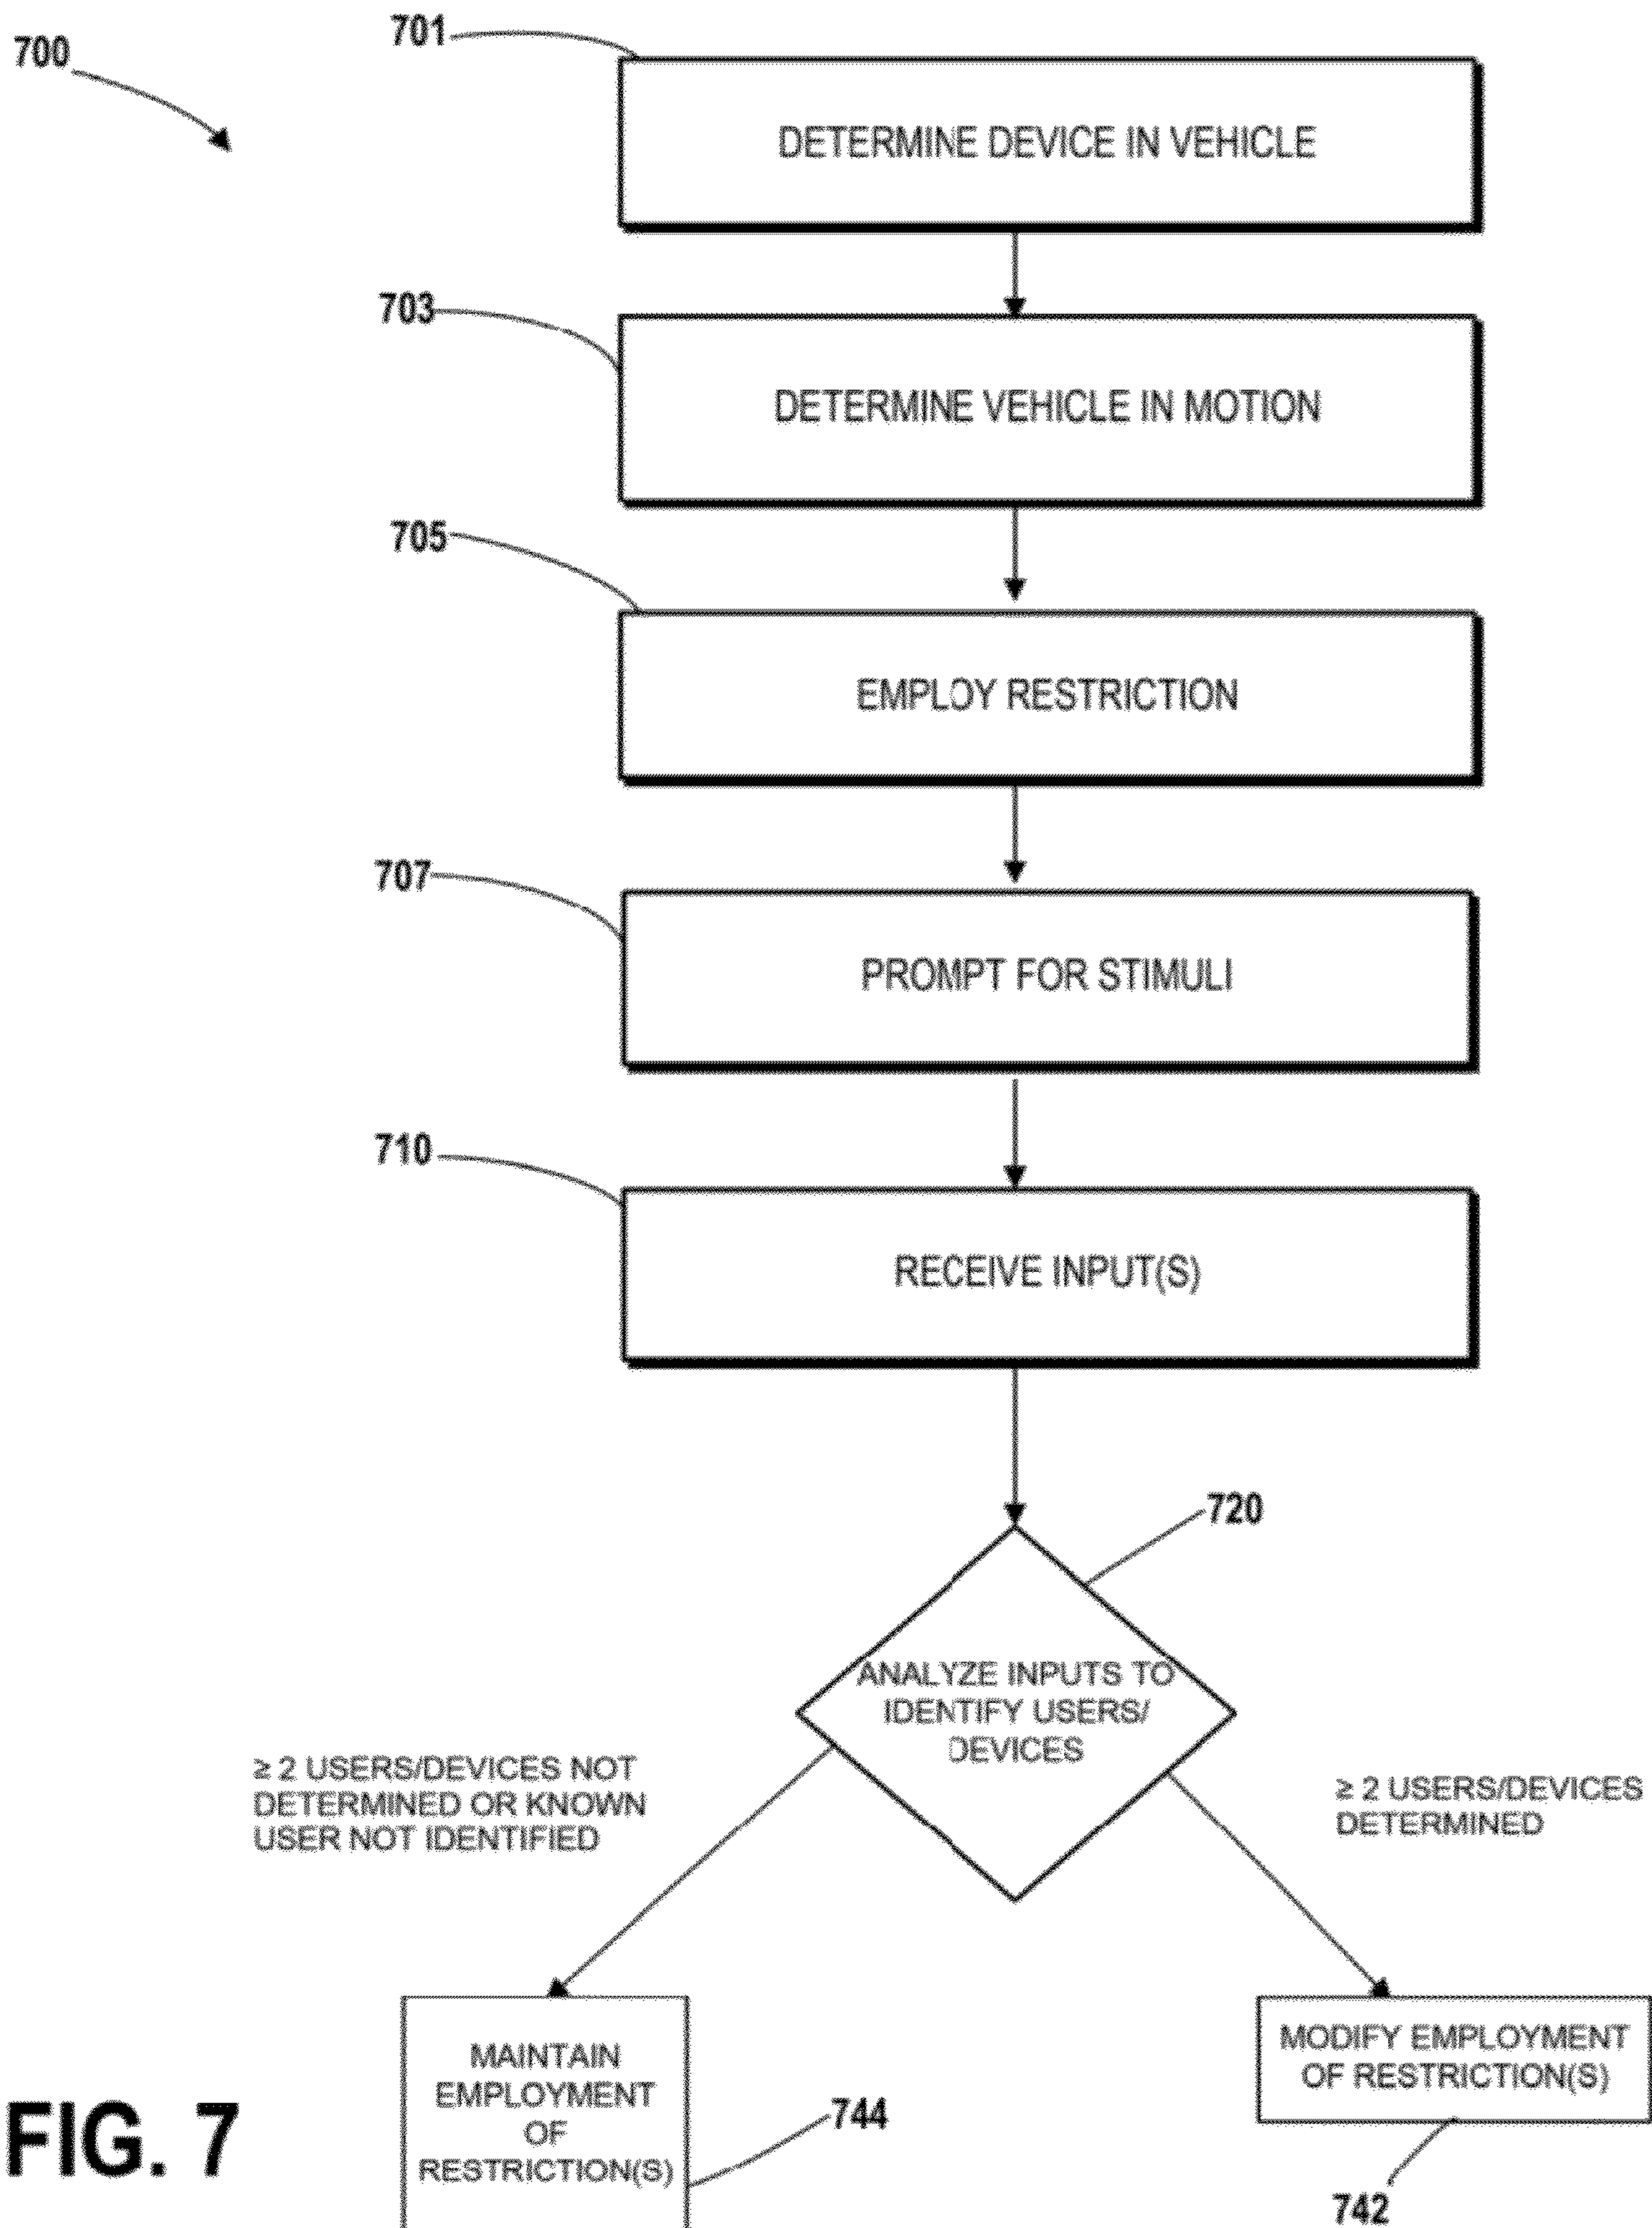 700
701
DETERMINE DEVICE IN VEHICLE
703
DETERMINE VEHICLE IN MOTION
705
EMPLOY RESTRICTION
707
PROMPT FOR STIMULI
710
RECEIVE INPUT(S)
720
ANALYZE INPUTS TO
IDENTIFY USERS/
DEVICES
≥ 2 USERS/DEVICES NOT
DETERMINED OR KNOWN
USER NOT IDENTIFIED
≥ 2 USERS/DEVICES
DETERMINED
MAINTAIN
EMPLOYMENT
OF
RESTRICTION(S)
744
MODIFY EMPLOYMENT
OF RESTRICTION(S)
742
FIG. 7